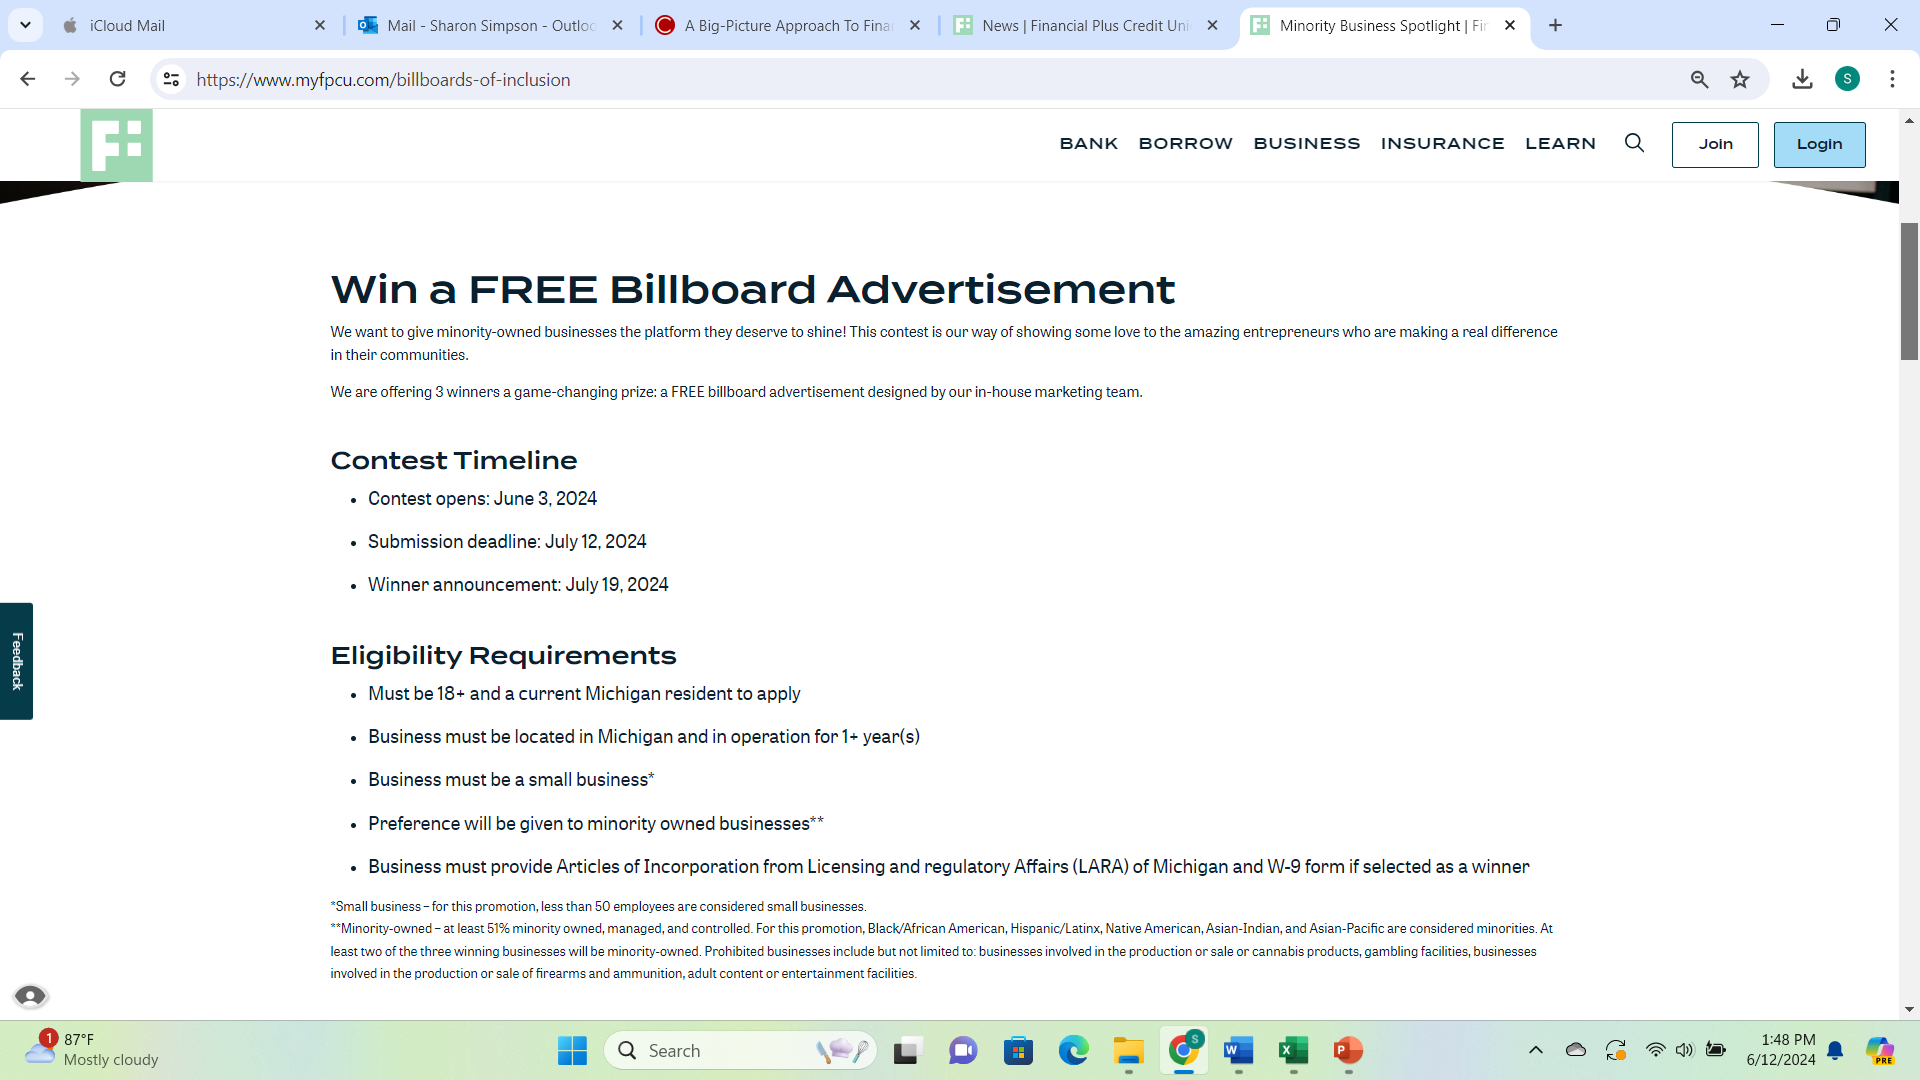 iCloud Mail
Mail - Sharon Simpson - Outloo
A Big-Picture Approach To Finan
News | Financial Plus Credit Uni
Minority Business Spotlight | Fin
https://www.myfpcu.com/billboards-of-inclusion
S
BANK BORROW BUSINESS INSURANCE LEARN Join Login
Win a FREE Billboard Advertisement
We want to give minority-owned businesses the platform they deserve to shine! This contest is our way of showing some love to the amazing entrepreneurs who are making a real difference
in their communities.
We are offering 3 winners a game-changing prize: a FREE billboard advertisement designed by our in-house marketing team.
Contest Timeline
• Contest opens: June 3, 2024
• Submission deadline: July 12, 2024
• Winner announcement: July 19, 2024
Feedback
Eligibility Requirements
• Must be 18+ and a current Michigan resident to apply
• Business must be located in Michigan and in operation for 1+ year(s)
• Business must be a small business*
• Preference will be given to minority owned businesses**
• Business must provide Articles of Incorporation from Licensing and regulatory Affairs (LARA) of Michigan and W-9 form if selected as a winner
*Small business – for this promotion, less than 50 employees are considered small businesses.
**Minority-owned – at least 51% minority owned, managed, and controlled. For this promotion, Black/African American, Hispanic/Latinx, Native American, Asian-Indian, and Asian-Pacific are considered minorities. At
least two of the three winning businesses will be minority-owned. Prohibited businesses include but not limited to: businesses involved in the production or sale or cannabis products, gambling facilities, businesses
involved in the production or sale of firearms and ammunition, adult content or entertainment facilities.
1
87°F
Mostly cloudy
Search
S
W
X
P
1:48 PM
6/12/2024
PRE